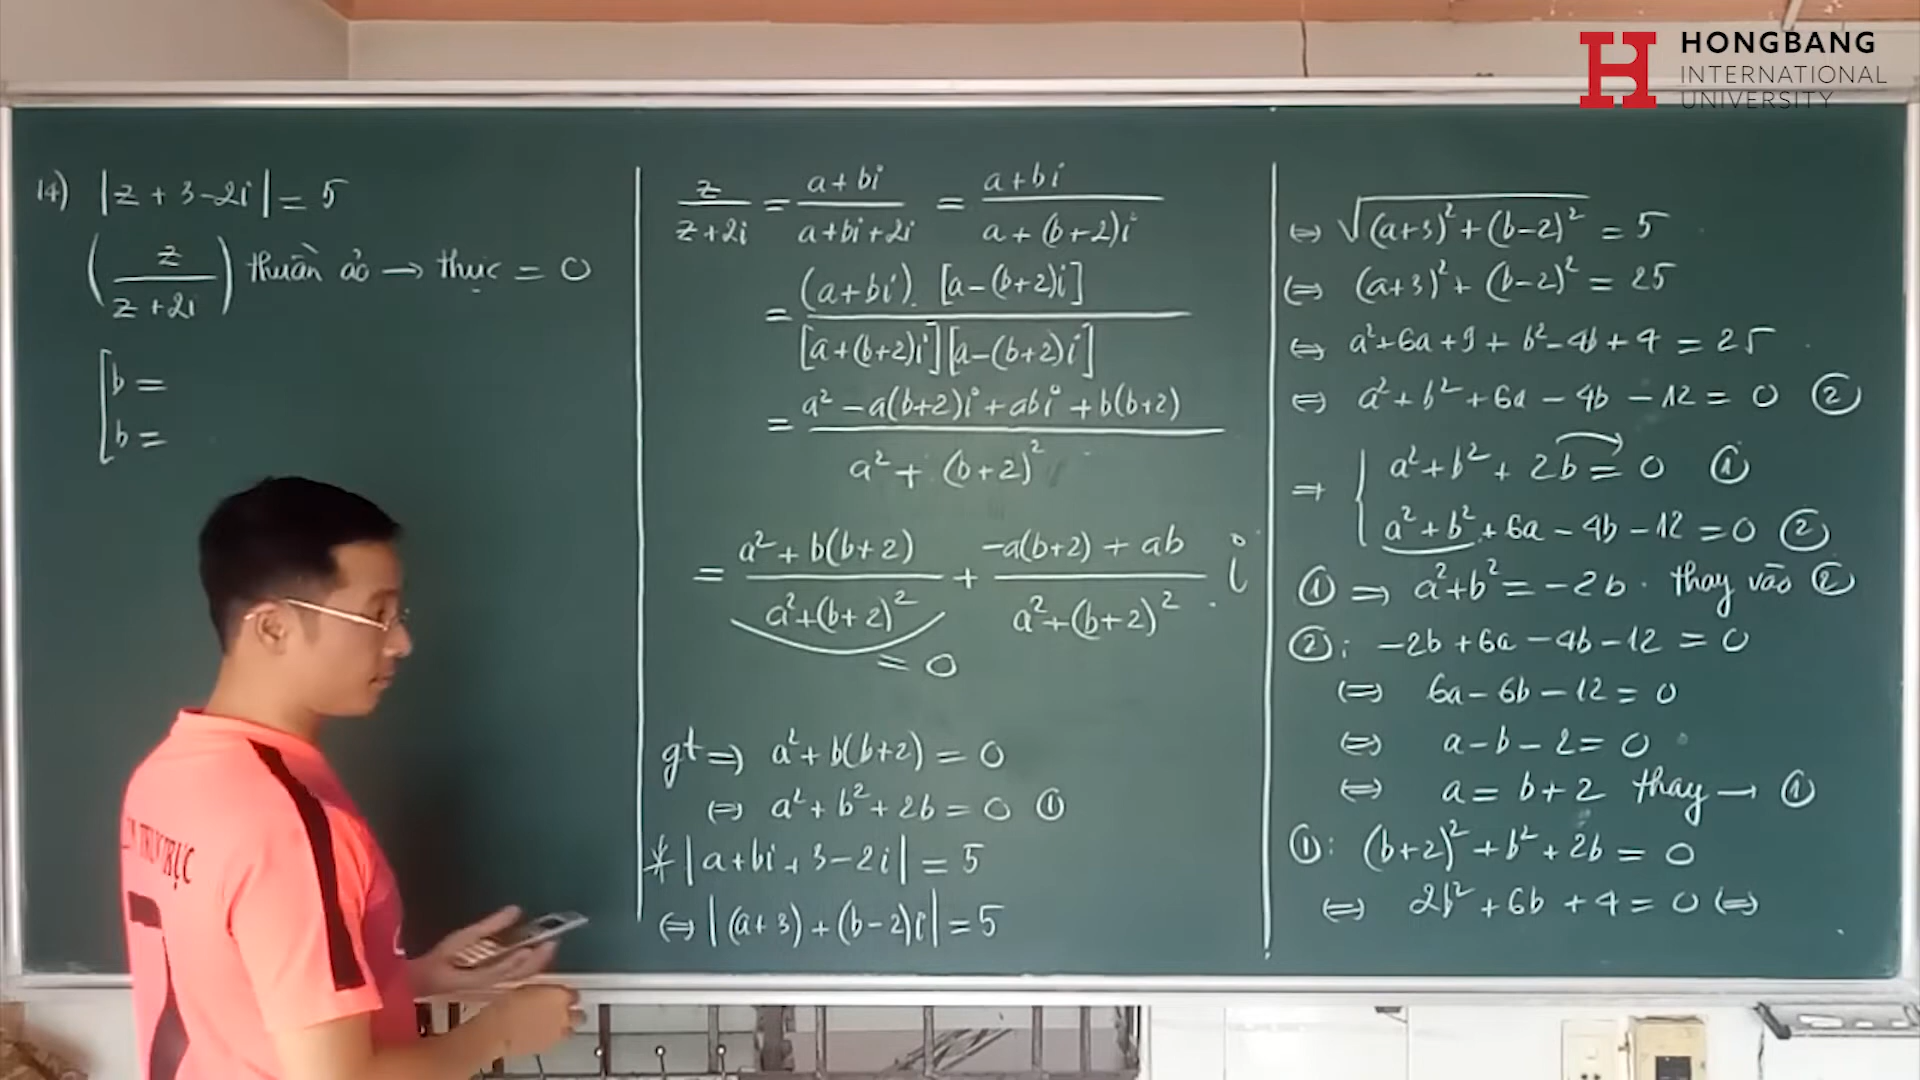 HONGBANG
INTERNATIONAL
UNIVERSITY
14) |z + 3 - 2i| = 5
(z / (z + 2i)) thuần ảo → thực = 0
[ b =
[ b =
z / (z + 2i) = (a + bi) / (a + bi + 2i) = (a + bi) / (a + (b + 2)i)
= (a + bi) . [a - (b + 2)i] / [a + (b + 2)i][a - (b + 2)i]
= (a² - a(b + 2)i + abi + b(b + 2)) / (a² + (b + 2)²)
= (a² + b(b + 2)) / (a² + (b + 2)²) + (-a(b + 2) + ab) / (a² + (b + 2)²) . i
= 0
gt ⇒ a² + b(b + 2) = 0
⇔ a² + b² + 2b = 0 ①
* |a + bi + 3 - 2i| = 5
⇔ |(a + 3) + (b - 2)i| = 5
⇔ √((a + 3)² + (b - 2)²) = 5
⇔ (a + 3)² + (b - 2)² = 25
⇔ a² + 6a + 9 + b² - 4b + 4 = 25
⇔ a² + b² + 6a - 4b - 12 = 0 ②
⇒ { a² + b² + 2b = 0 ①
{ a² + b² + 6a - 4b - 12 = 0 ②
① ⇒ a² + b² = -2b . thay vào ②
②: -2b + 6a - 4b - 12 = 0
⇔ 6a - 6b - 12 = 0
⇔ a - b - 2 = 0
⇔ a = b + 2 thay → ①
①: (b + 2)² + b² + 2b = 0
⇔ 2b² + 6b + 4 = 0 ⇔